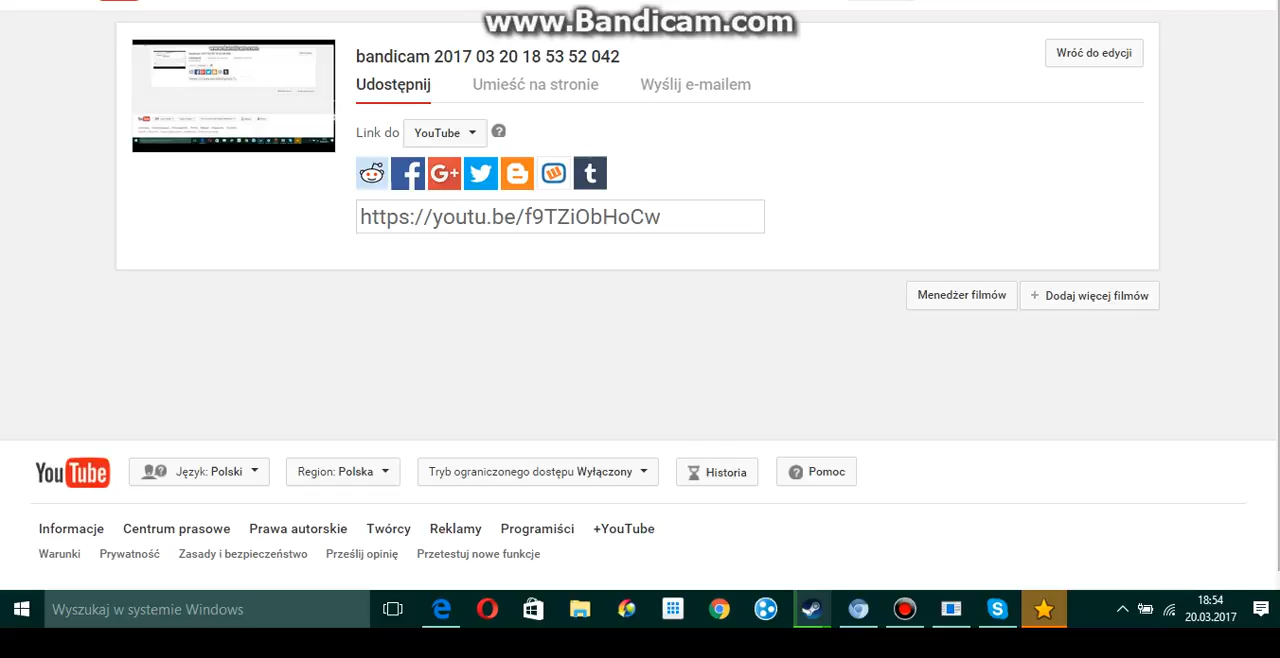 www.Bandicam.com
bandicam 2017 03 20 18 53 52 042
Wróć do edycji
Udostępnij Umieść na stronie Wyślij e-mailem
Link do YouTube
https://youtu.be/f9TZiObHoCw
Menedżer filmów + Dodaj więcej filmów
YouTube Język: Polski Region: Polska Tryb ograniczonego dostępu Wyłączony Historia Pomoc
Informacje Centrum prasowe Prawa autorskie Twórcy Reklamy Programiści +YouTube
Warunki Prywatność Zasady i bezpieczeństwo Prześlij opinię Przetestuj nowe funkcje
Wyszukaj w systemie Windows
18:54
20.03.2017